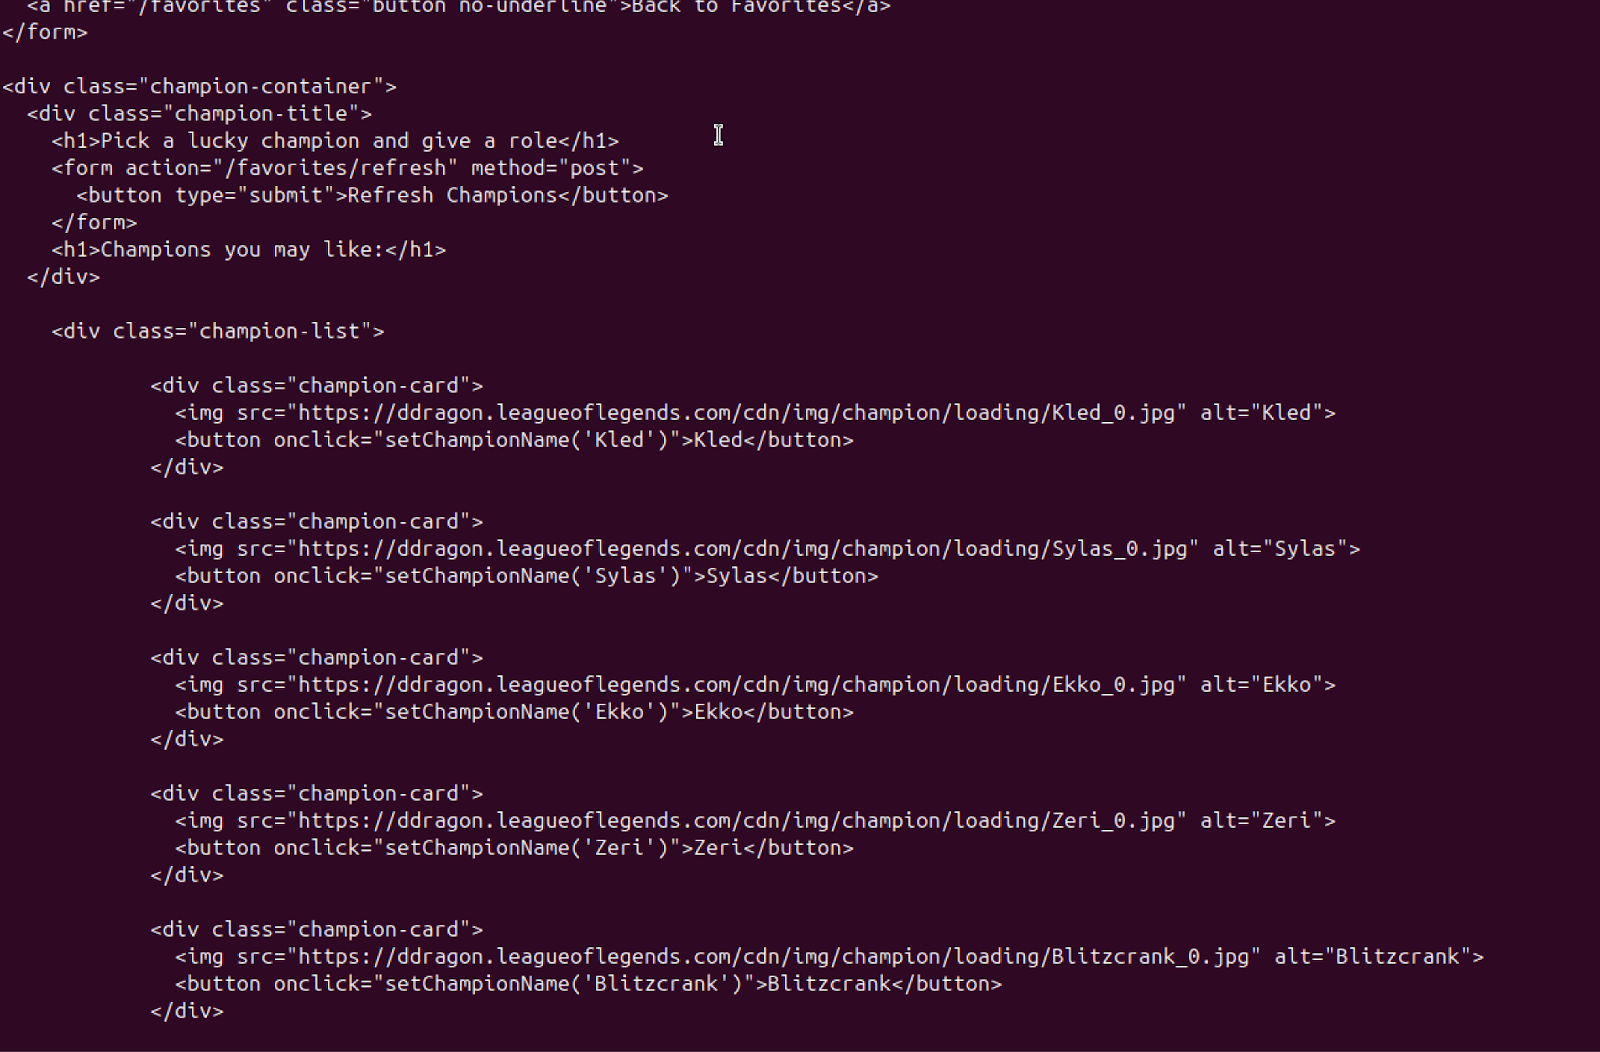 <a href="/favorites" class="button no-underline">Back to Favorites</a>
</form>
<div class="champion-container">
<div class="champion-title">
<h1>Pick a lucky champion and give a role</h1>
<form action="/favorites/refresh" method="post">
<button type="submit">Refresh Champions</button>
</form>
<h1>Champions you may like:</h1>
</div>
<div class="champion-list">
<div class="champion-card">
<img src="https://ddragon.leagueoflegends.com/cdn/img/champion/loading/Kled_0.jpg" alt="Kled">
<button onclick="setChampionName('Kled')">Kled</button>
</div>
<div class="champion-card">
<img src="https://ddragon.leagueoflegends.com/cdn/img/champion/loading/Sylas_0.jpg" alt="Sylas">
<button onclick="setChampionName('Sylas')">Sylas</button>
</div>
<div class="champion-card">
<img src="https://ddragon.leagueoflegends.com/cdn/img/champion/loading/Ekko_0.jpg" alt="Ekko">
<button onclick="setChampionName('Ekko')">Ekko</button>
</div>
<div class="champion-card">
<img src="https://ddragon.leagueoflegends.com/cdn/img/champion/loading/Zeri_0.jpg" alt="Zeri">
<button onclick="setChampionName('Zeri')">Zeri</button>
</div>
<div class="champion-card">
<img src="https://ddragon.leagueoflegends.com/cdn/img/champion/loading/Blitzcrank_0.jpg" alt="Blitzcrank">
<button onclick="setChampionName('Blitzcrank')">Blitzcrank</button>
</div>